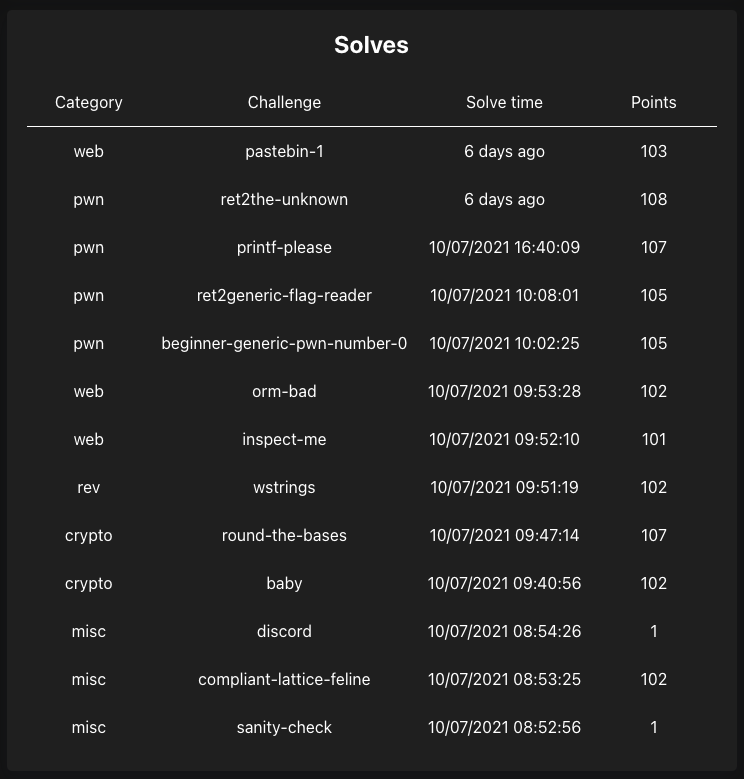 Solves
Category Challenge Solve time Points
web pastebin-1 6 days ago 103
pwn ret2the-unknown 6 days ago 108
pwn printf-please 10/07/2021 16:40:09 107
pwn ret2generic-flag-reader 10/07/2021 10:08:01 105
pwn beginner-generic-pwn-number-0 10/07/2021 10:02:25 105
web orm-bad 10/07/2021 09:53:28 102
web inspect-me 10/07/2021 09:52:10 101
rev wstrings 10/07/2021 09:51:19 102
crypto round-the-bases 10/07/2021 09:47:14 107
crypto baby 10/07/2021 09:40:56 102
misc discord 10/07/2021 08:54:26 1
misc compliant-lattice-feline 10/07/2021 08:53:25 102
misc sanity-check 10/07/2021 08:52:56 1